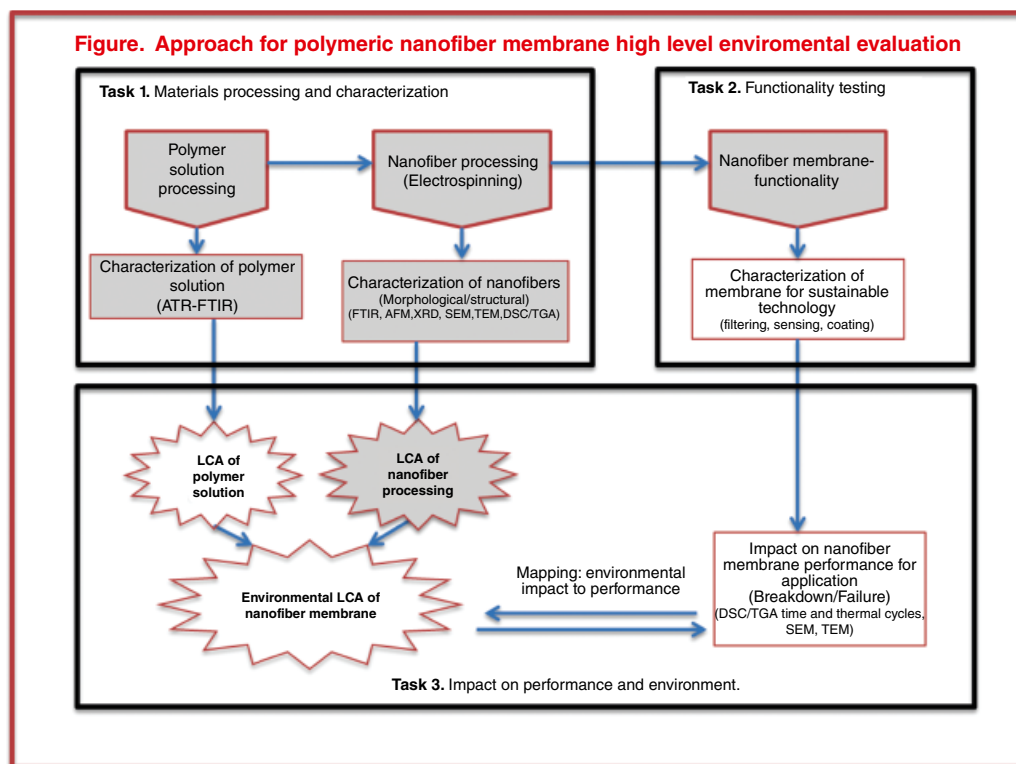 Figure. Approach for polymeric nanofiber membrane high level enviromental evaluation
Task 1. Materials processing and characterization
Task 2. Functionality testing
Polymer
solution
processing
Nanofiber processing
(Electrospinning)
Nanofiber membrane-
functionality
Characterization of polymer
solution
(ATR-FTIR)
Characterization of nanofibers
(Morphological/structural)
(FTIR, AFM,XRD, SEM,TEM,DSC/TGA)
Characterization of
membrane for sustainable
technology
(filtering, sensing, coating)
LCA of
polymer
solution
LCA of
nanofiber
processing
Environmental LCA of
nanofiber membrane
Mapping: environmental
impact to performance
Impact on nanofiber
membrane performance for
application
(Breakdown/Failure)
(DSC/TGA time and thermal cycles,
SEM, TEM)
Task 3. Impact on performance and environment.